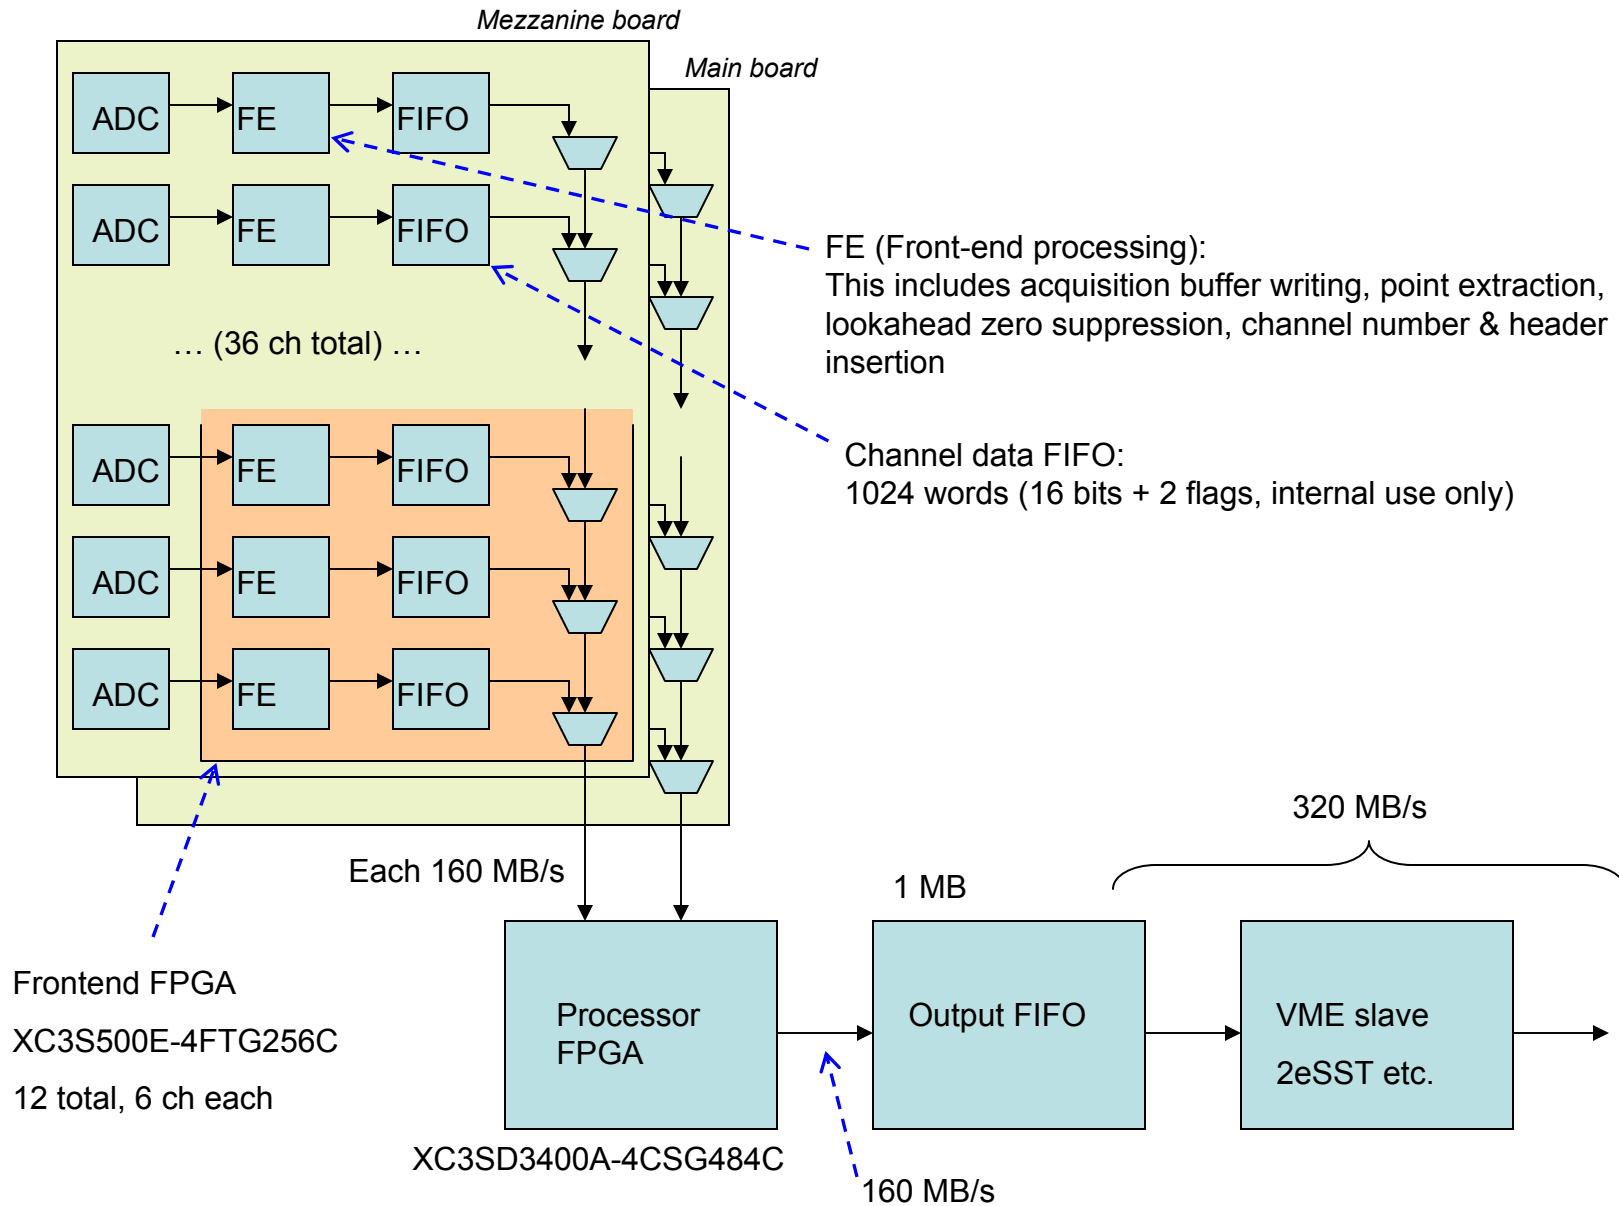 Mezzanine board
Main board
ADC
FE
FIFO
ADC
FE
FIFO
… (36 ch total) …
ADC
FE
FIFO
ADC
FE
FIFO
ADC
FE
FIFO
FE (Front-end processing):
This includes acquisition buffer writing, point extraction,
lookahead zero suppression, channel number & header
insertion
Channel data FIFO:
1024 words (16 bits + 2 flags, internal use only)
320 MB/s
Each 160 MB/s
1 MB
Frontend FPGA
XC3S500E-4FTG256C
12 total, 6 ch each
Processor
FPGA
Output FIFO
VME slave
2eSST etc.
XC3SD3400A-4CSG484C
160 MB/s